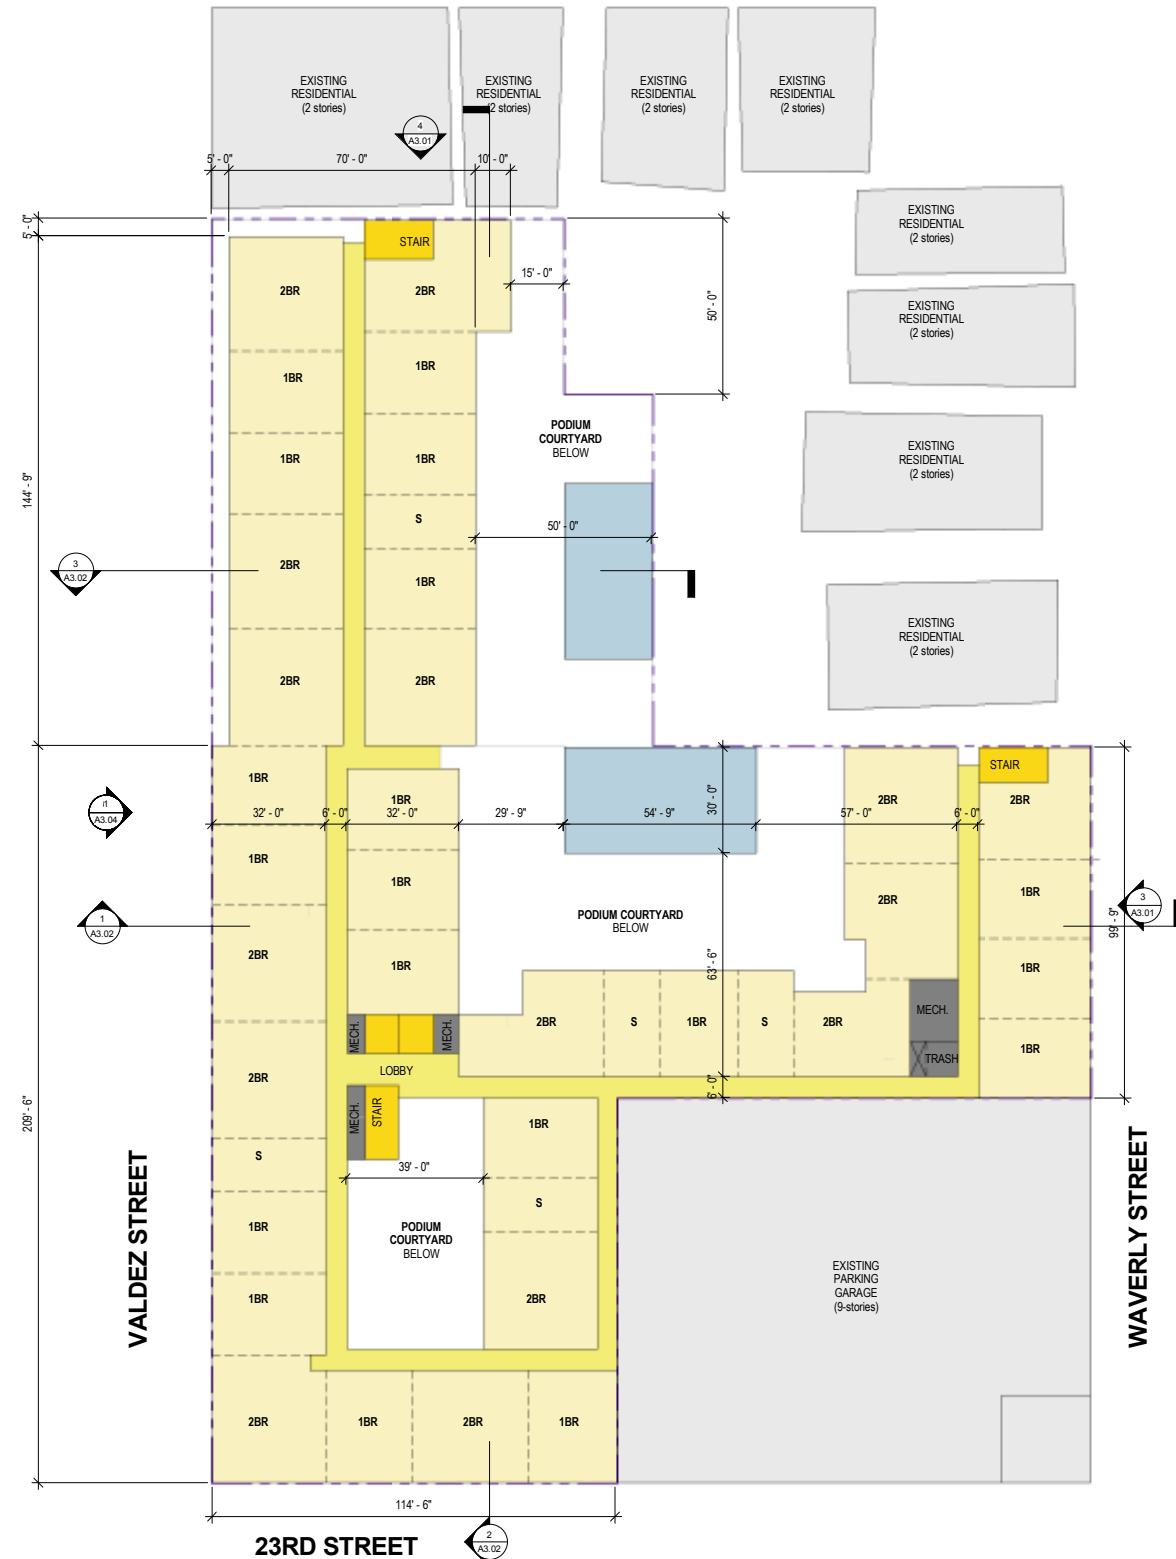 EXISTING
RESIDENTIAL
(2 stories)
EXISTING
RESIDENTIAL
(2 stories)
EXISTING
RESIDENTIAL
(2 stories)
EXISTING
RESIDENTIAL
(2 stories)
4
A3.01
5' - 0"
70' - 0"
10' - 0"
5' - 0"
EXISTING
RESIDENTIAL
(2 stories)
STAIR
15' - 0"
50' - 0"
2BR
2BR
EXISTING
RESIDENTIAL
(2 stories)
1BR
1BR
PODIUM
COURTYARD
BELOW
1BR
1BR
EXISTING
RESIDENTIAL
(2 stories)
144' - 9"
S
50' - 0"
3
A3.02
2BR
1BR
EXISTING
RESIDENTIAL
(2 stories)
2BR
2BR
1BR
STAIR
1BR
2BR
2BR
r1
A3.04
32' - 0"
6' - 0"
32' - 0"
29' - 9"
54' - 9"
30' - 0"
57' - 0"
6' - 0"
1BR
1BR
1BR
2BR
3
A3.01
1
A3.02
PODIUM COURTYARD
BELOW
99' - 9"
2BR
1BR
63' - 6"
1BR
MECH.
2BR
S
1BR
S
2BR
MECH.
MECH.
1BR
TRASH
LOBBY
2BR
6' - 0"
209' - 6"
MECH.
STAIR
1BR
S
39' - 0"
S
1BR
PODIUM
COURTYARD
BELOW
EXISTING
PARKING
GARAGE
(9-stories)
1BR
2BR
VALDEZ STREET
WAVERLY STREET
2BR
1BR
2BR
1BR
114' - 6"
23RD STREET
2
A3.02